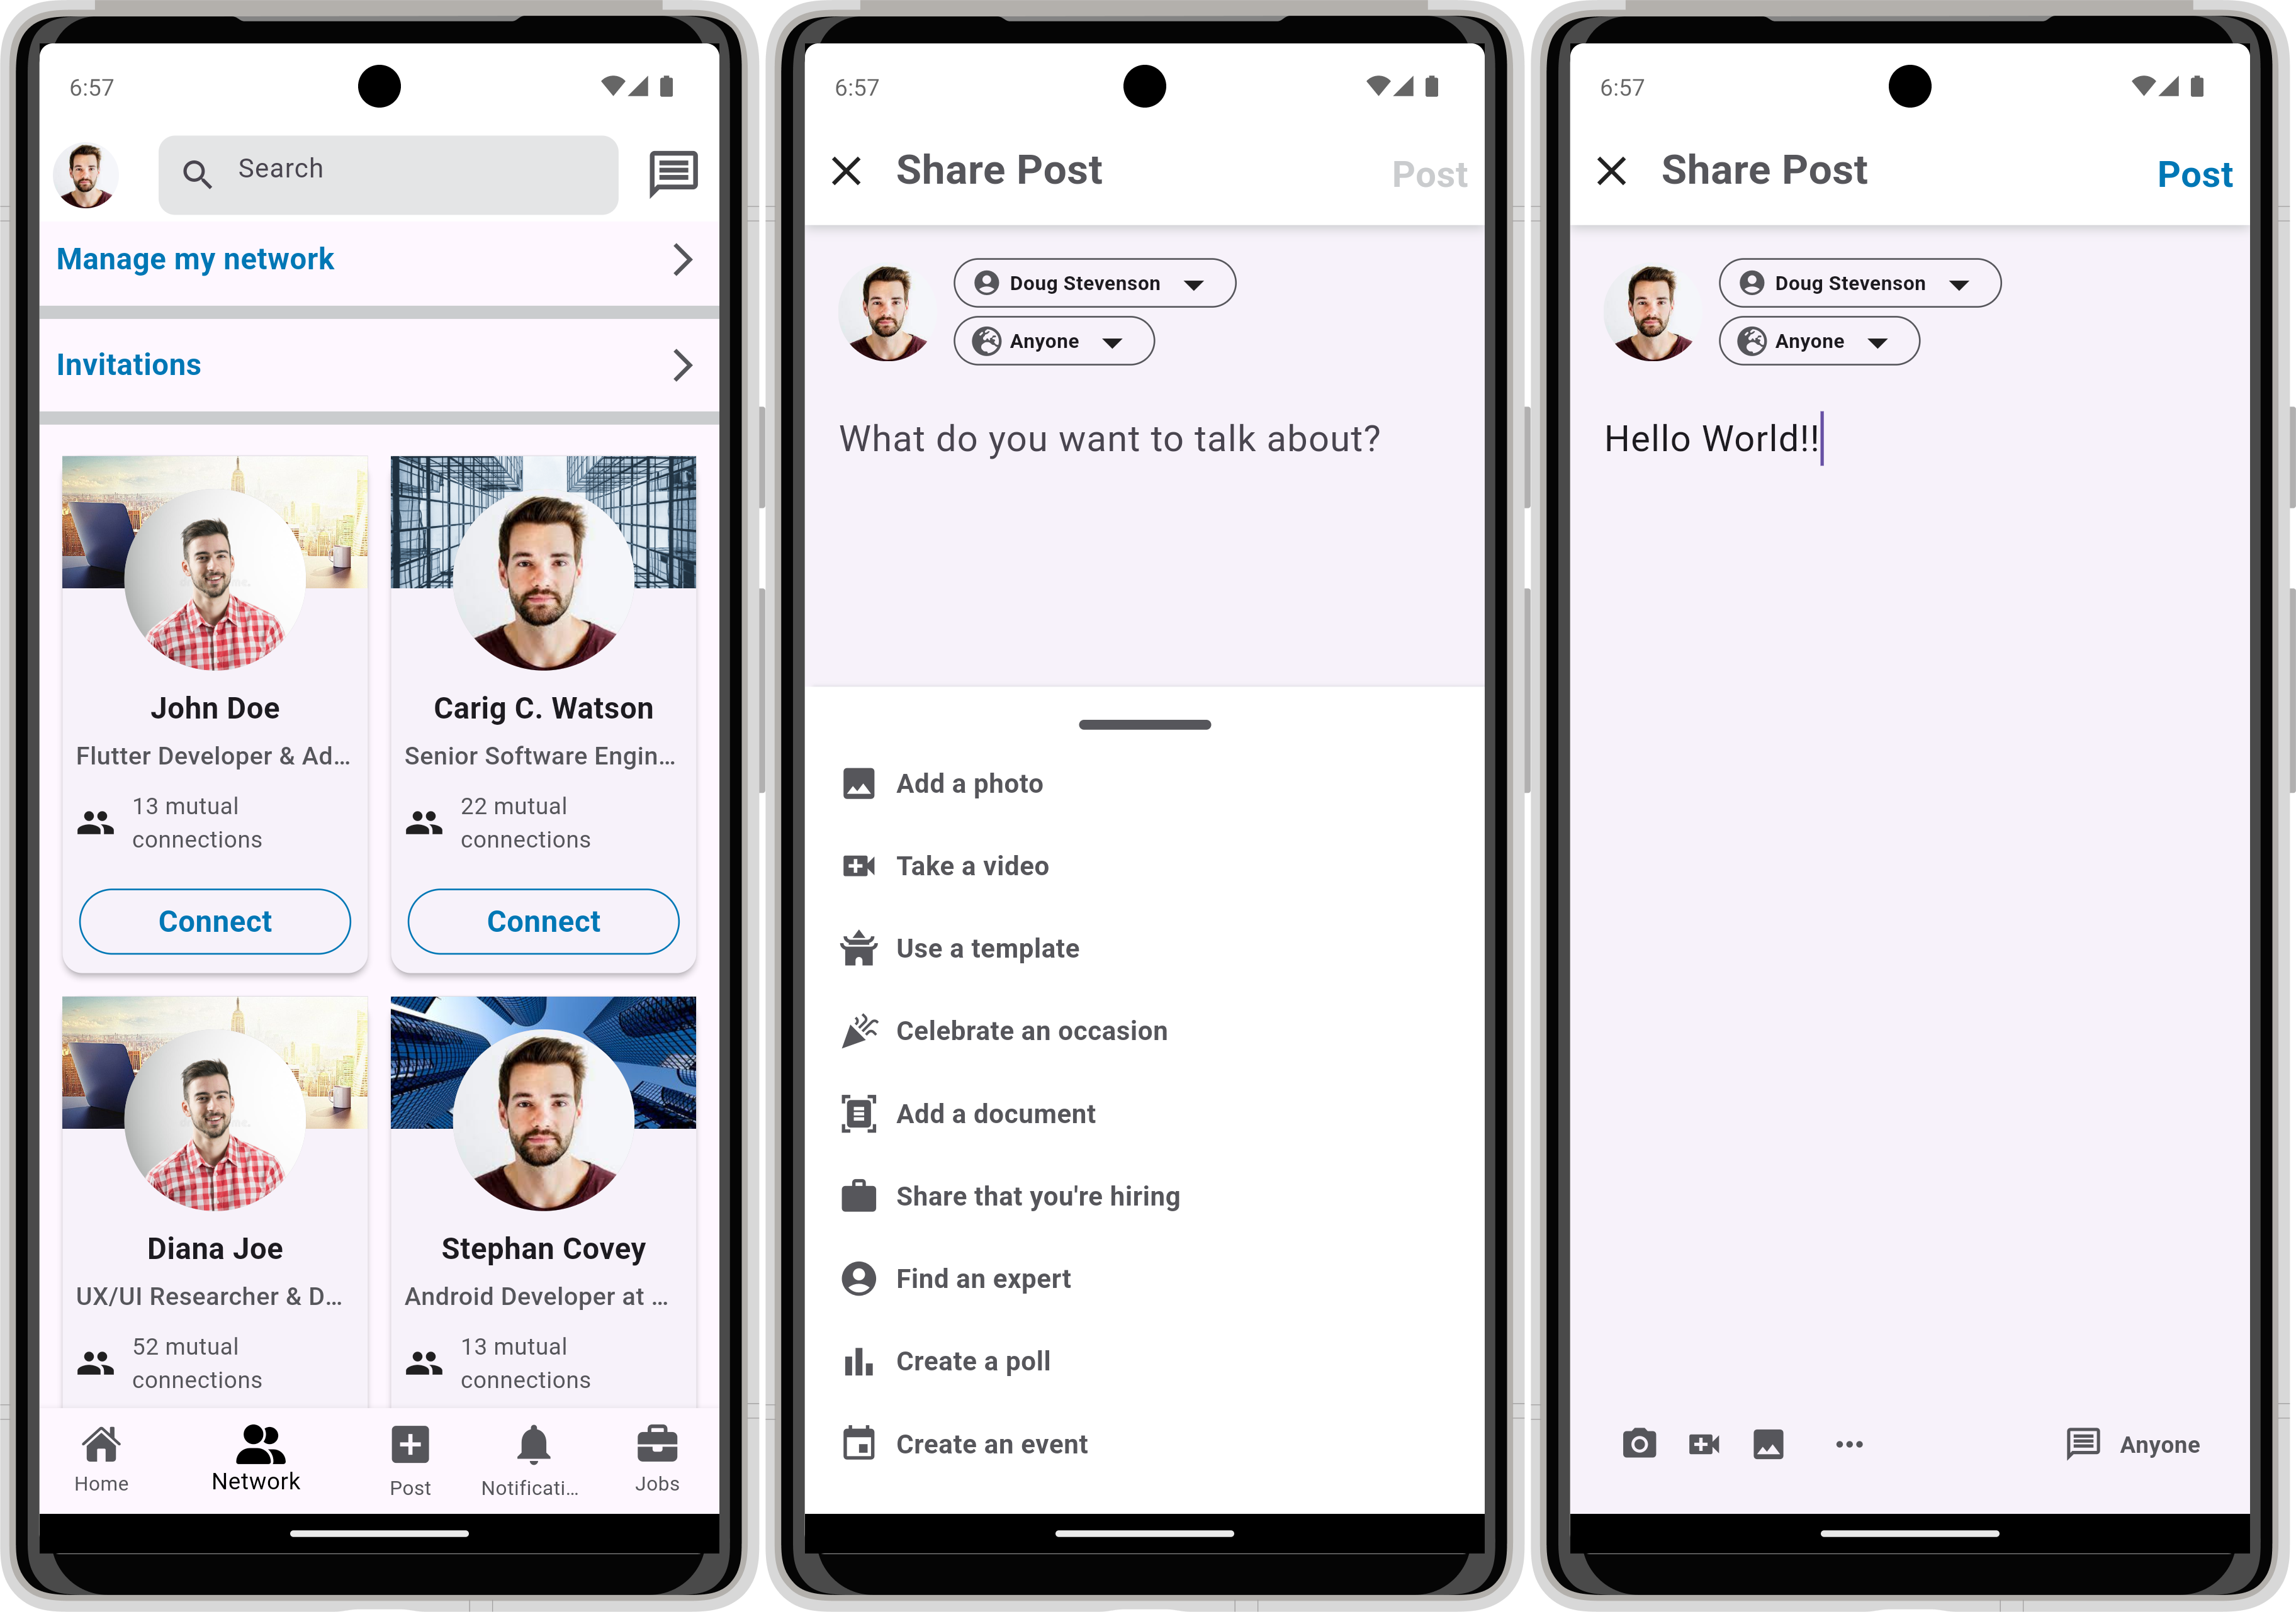 6:57
Search
Manage my network
Invitations
John Doe
Flutter Developer & Ad...
13 mutual
connections
Connect
Carig C. Watson
Senior Software Engin...
22 mutual
connections
Connect
Diana Joe
UX/UI Researcher & D...
52 mutual
connections
Stephan Covey
Android Developer at ...
13 mutual
connections
Home
Network
Post
Notificati...
Jobs
6:57
Share Post
Post
Doug Stevenson
Anyone
What do you want to talk about?
Add a photo
Take a video
Use a template
Celebrate an occasion
Add a document
Share that you're hiring
Find an expert
Create a poll
Create an event
6:57
Share Post
Post
Doug Stevenson
Anyone
Hello World!!
Anyone